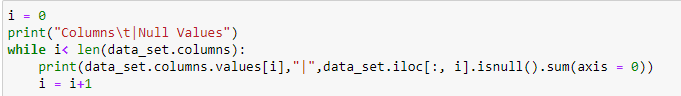 i = 0
print("Columns\t|Null Values")
while i< len(data_set.columns):
    print(data_set.columns.values[i],"|",data_set.iloc[:, i].isnull().sum(axis = 0))
    i = i+1